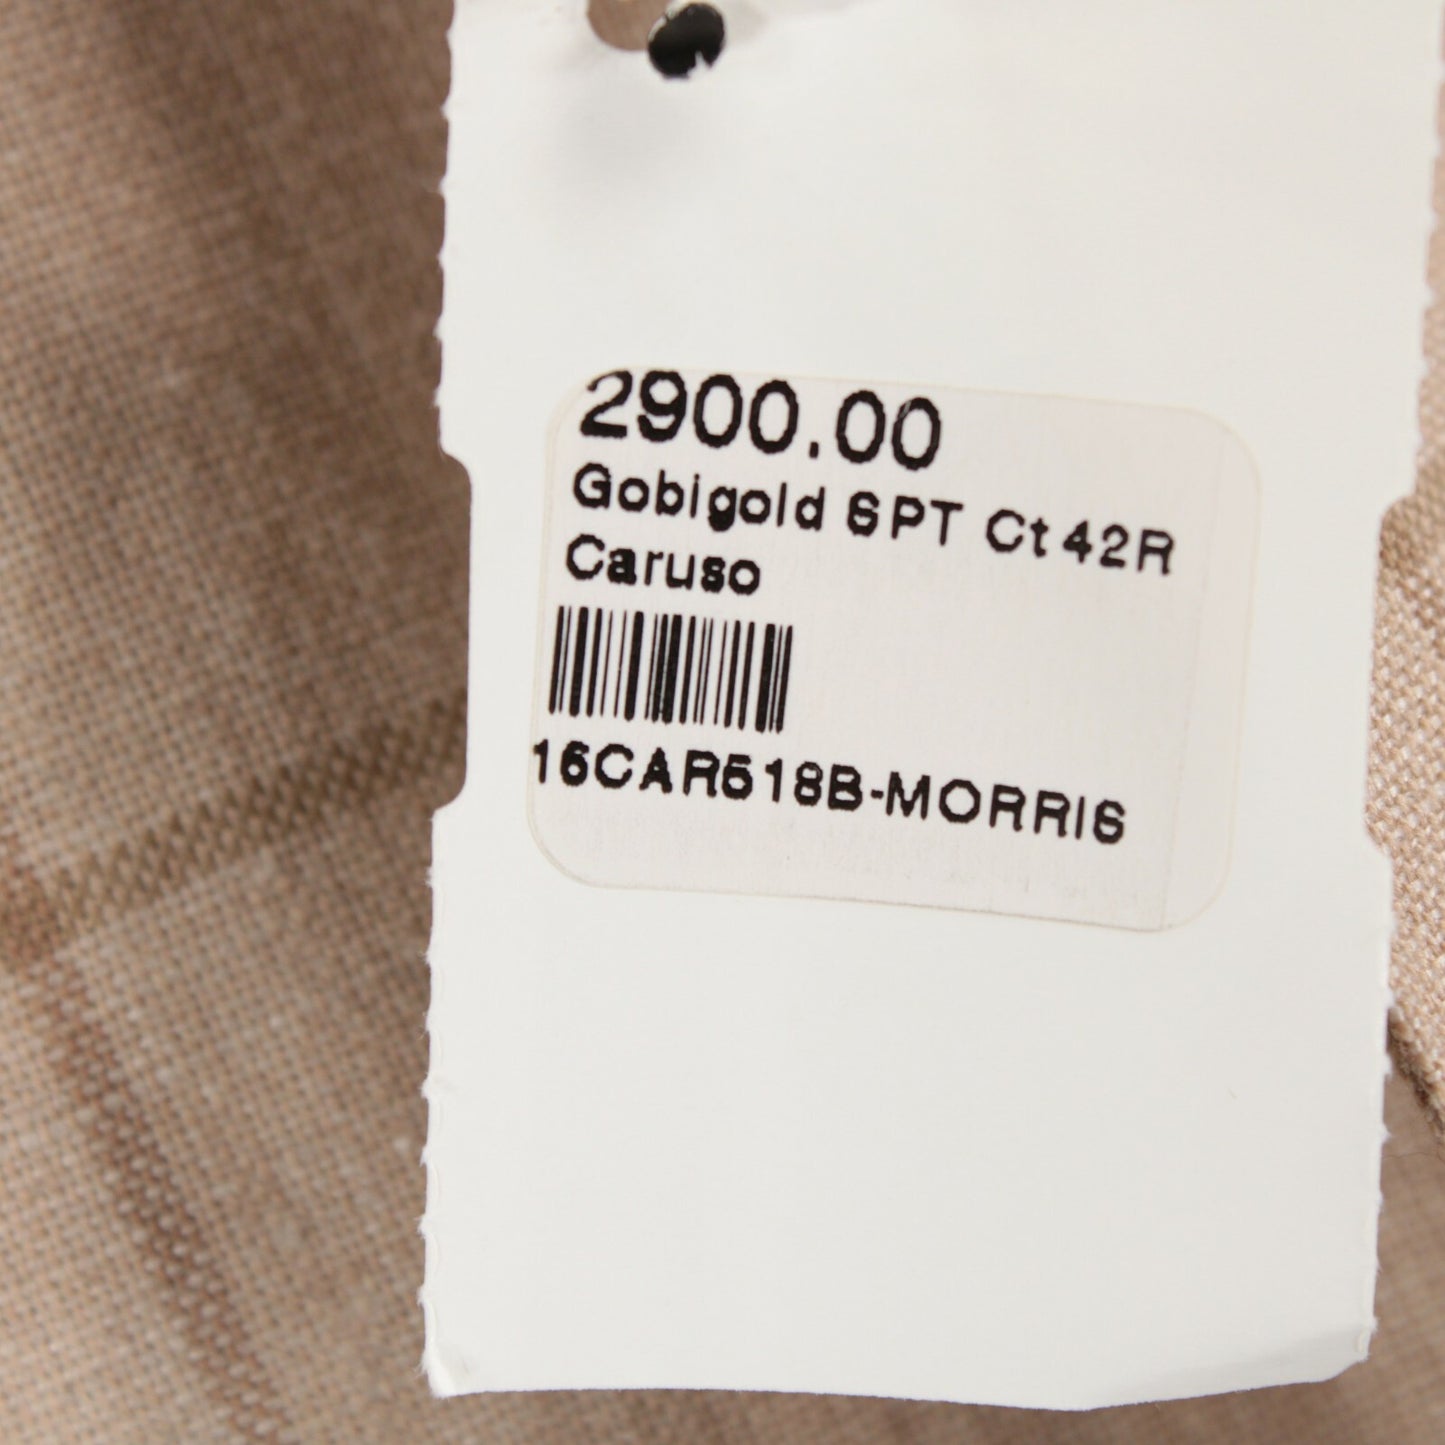 2900.00
Gobigold SPT Ct 42R
Caruso
16CAR518B-MORRIS